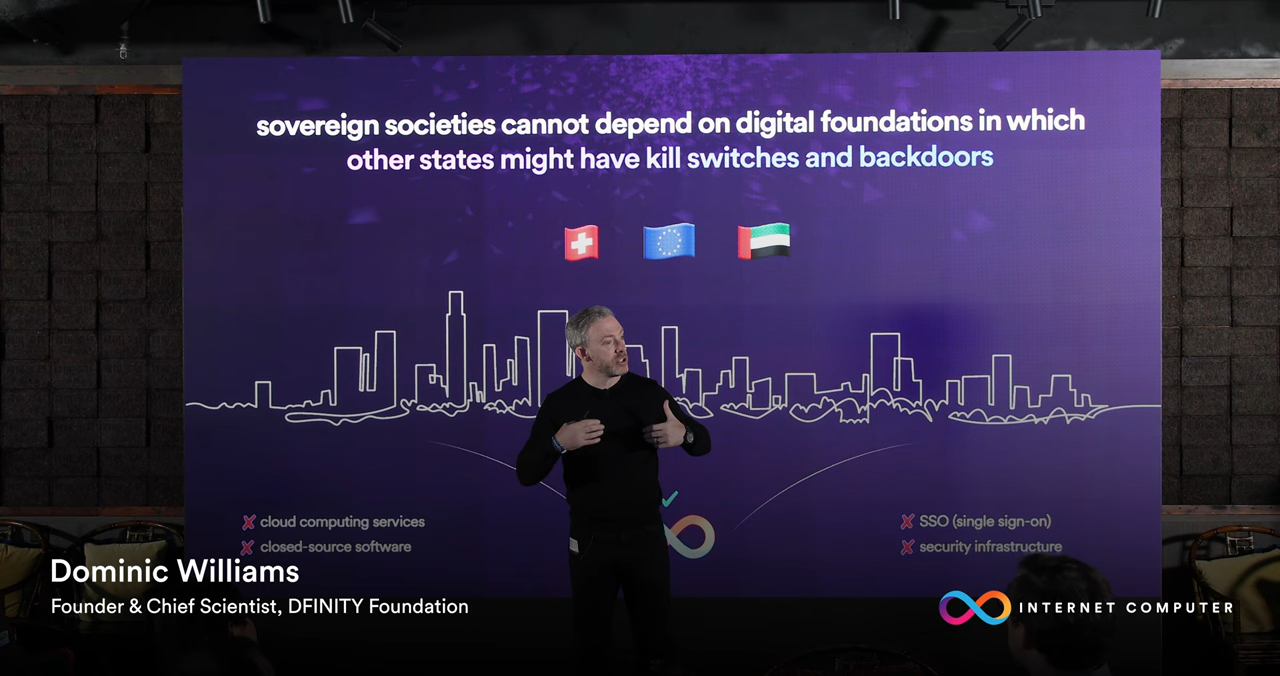 sovereign societies cannot depend on digital foundations in which
other states might have kill switches and backdoors
✗ cloud computing services
✗ closed-source software
✗ SSO (single sign-on)
✗ security infrastructure
Dominic Williams
Founder & Chief Scientist, DFINITY Foundation
INTERNET COMPUTER